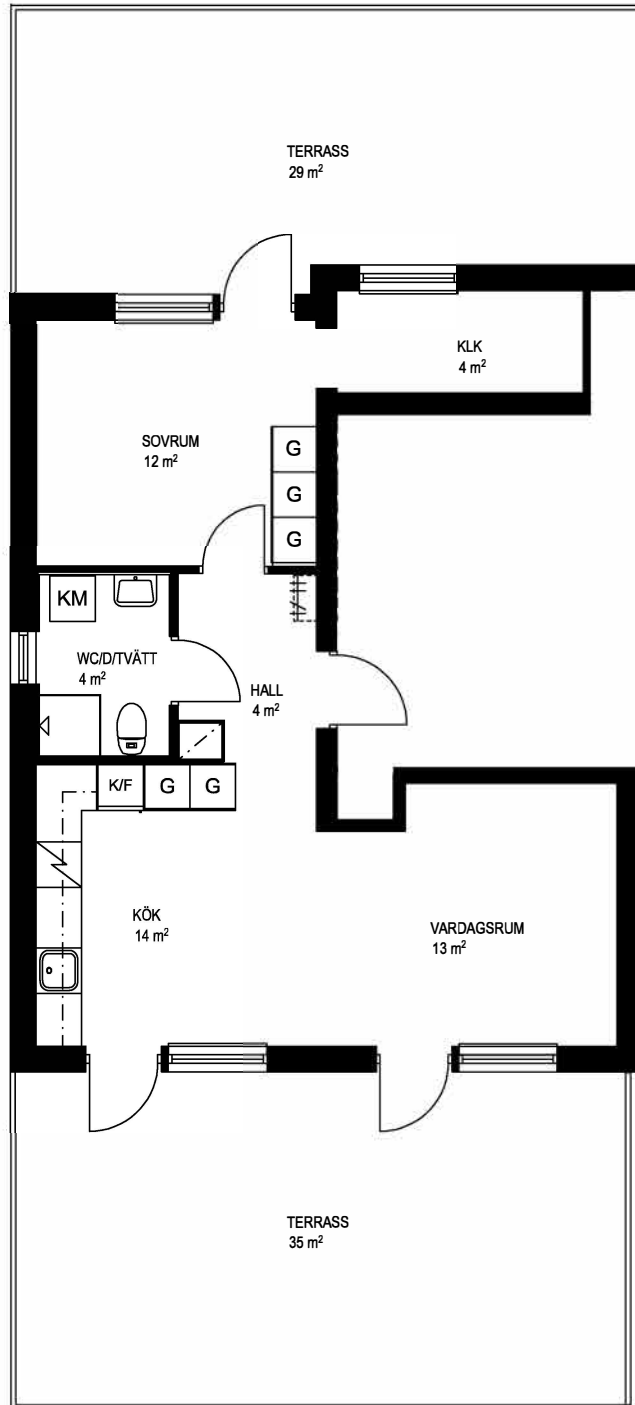 TERRASS
29 m²
KLK
4 m²
SOVRUM
12 m²
G
G
G
KM
WC/D/TVÄTT
4 m²
HALL
4 m²
K/F
G
G
KÖK
14 m²
VARDAGSRUM
13 m²
TERRASS
35 m²